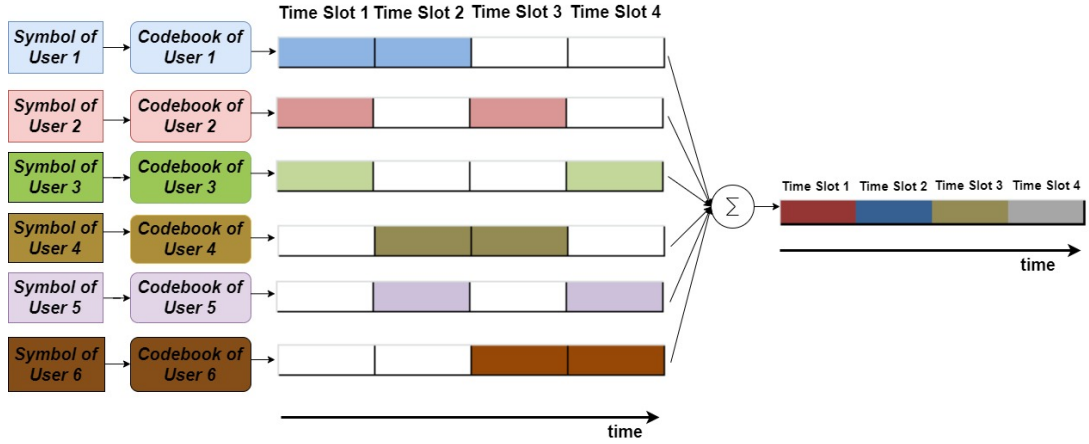 Time Slot 1 Time Slot 2 Time Slot 3 Time Slot 4
Symbol of
User 1
Codebook of
User 1
Symbol of
User 2
Codebook of
User 2
Symbol of
User 3
Codebook of
User 3
Symbol of
User 4
Codebook of
User 4
Symbol of
User 5
Codebook of
User 5
Symbol of
User 6
Codebook of
User 6
time
Σ
Time Slot 1 Time Slot 2 Time Slot 3 Time Slot 4
time